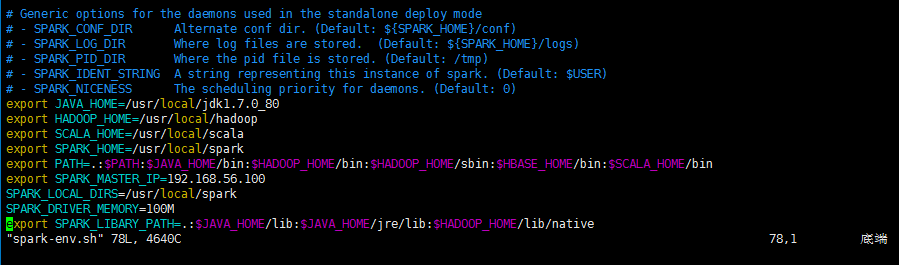 # Generic options for the daemons used in the standalone deploy mode
# - SPARK_CONF_DIR      Alternate conf dir. (Default: ${SPARK_HOME}/conf)
# - SPARK_LOG_DIR       Where log files are stored.  (Default: ${SPARK_HOME}/logs)
# - SPARK_PID_DIR       Where the pid file is stored. (Default: /tmp)
# - SPARK_IDENT_STRING  A string representing this instance of spark. (Default: $USER)
# - SPARK_NICENESS      The scheduling priority for daemons. (Default: 0)
export JAVA_HOME=/usr/local/jdk1.7.0_80
export HADOOP_HOME=/usr/local/hadoop
export SCALA_HOME=/usr/local/scala
export SPARK_HOME=/usr/local/spark
export PATH=.:$PATH:$JAVA_HOME/bin:$HADOOP_HOME/bin:$HADOOP_HOME/sbin:$HBASE_HOME/bin:$SCALA_HOME/bin
export SPARK_MASTER_IP=192.168.56.100
SPARK_LOCAL_DIRS=/usr/local/spark
SPARK_DRIVER_MEMORY=100M
export SPARK_LIBARY_PATH=.:$JAVA_HOME/lib:$JAVA_HOME/jre/lib:$HADOOP_HOME/lib/native
"spark-env.sh" 78L, 4640C 78,1 底端